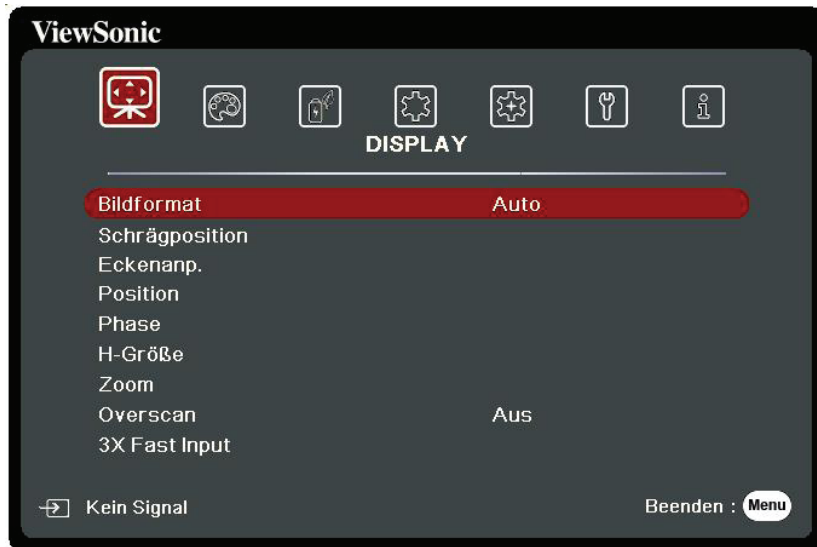 ViewSonic
DISPLAY
Bildformat Auto
Schrägposition
Eckenanp.
Position
Phase
H-Größe
Zoom
Overscan Aus
3X Fast Input
Kein Signal Beenden : Menu